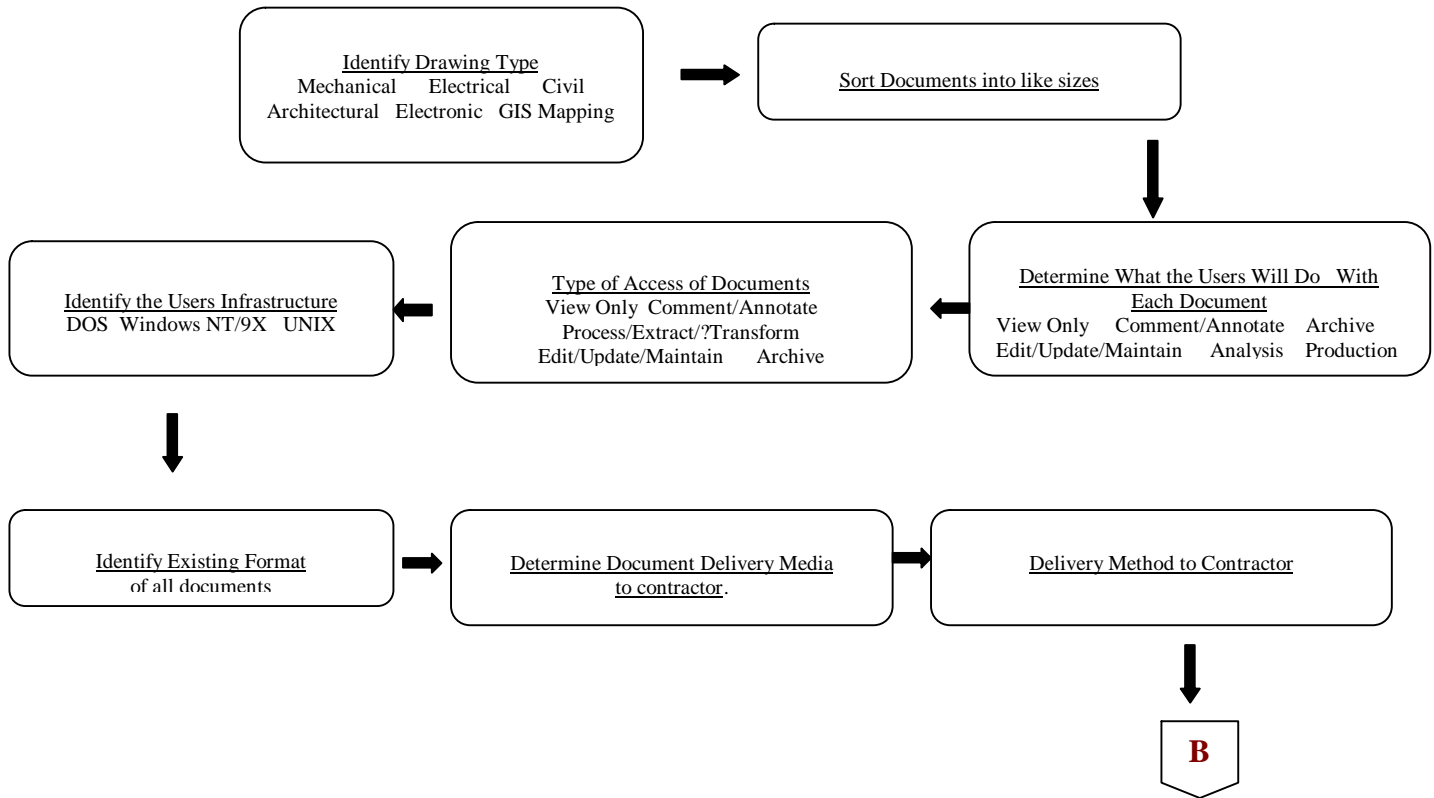 Identify Drawing Type
Mechanical Electrical Civil
Architectural Electronic GIS Mapping
Sort Documents into like sizes
Determine What the Users Will Do With
Each Document
View Only Comment/Annotate Archive
Edit/Update/Maintain Analysis Production
Type of Access of Documents
View Only Comment/Annotate
Process/Extract/?Transform
Edit/Update/Maintain Archive
Identify the Users Infrastructure
DOS Windows NT/9X UNIX
Identify Existing Format
of all documents
Determine Document Delivery Media
to contractor.
Delivery Method to Contractor
B